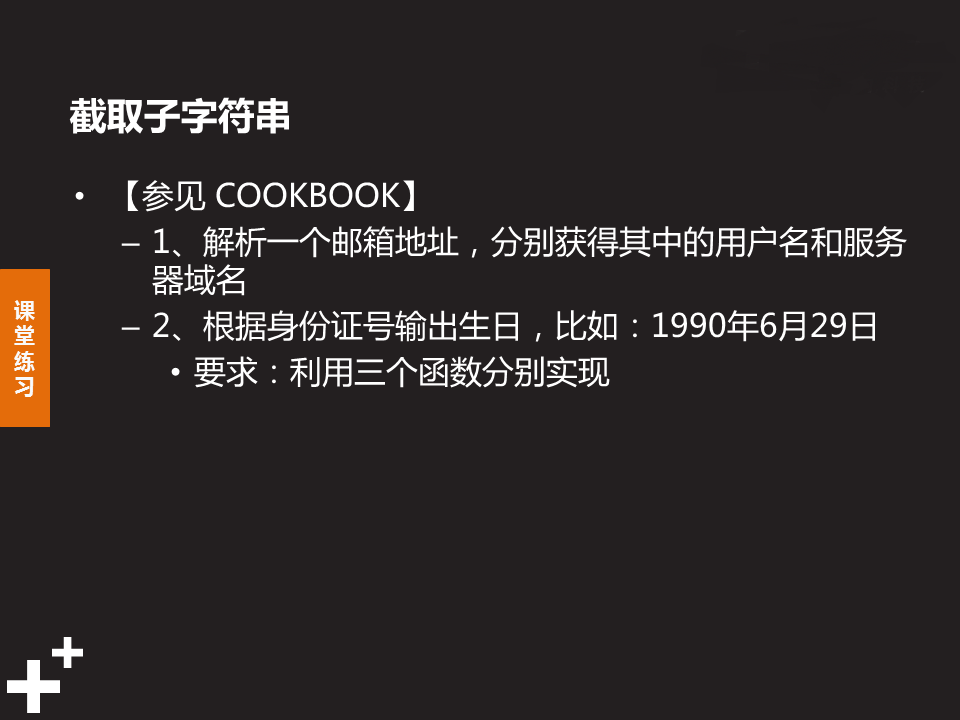 截取子字符串
• 【参见 COOKBOOK】
– 1、解析一个邮箱地址，分别获得其中的用户名和服务
器域名
– 2、根据身份证号输出生日，比如：1990年6月29日
• 要求：利用三个函数分别实现
课
堂
练
习